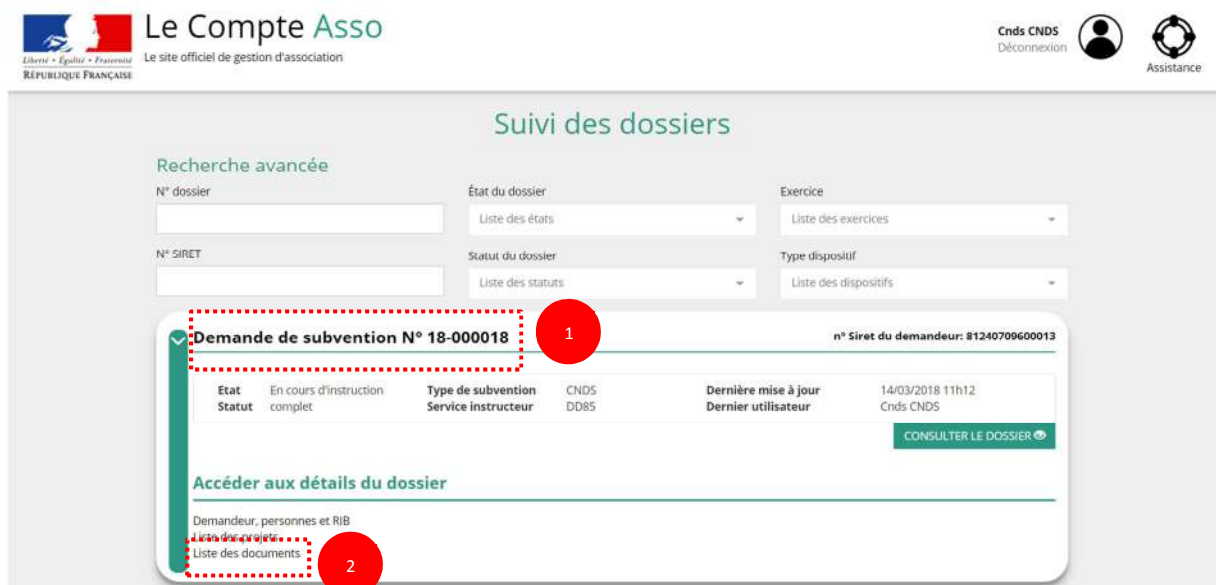 Le Compte Asso
Le site officiel de gestion d'association
Liberté • Égalité • Fraternité
RÉPUBLIQUE FRANÇAISE
Cnds CNDS
Déconnexion
Assistance
Suivi des dossiers
Recherche avancée
N° dossier
État du dossier
Exercice
Liste des états
Liste des exercices
N° SIRET
Statut du dossier
Type dispositif
Liste des statuts
Liste des dispositifs
Demande de subvention N° 18-000018
1
n° Siret du demandeur: 81240709600013
Etat En cours d'instruction Type de subvention CNDS Dernière mise à jour 14/03/2018 11h12
Statut complet Service instructeur DD85 Dernier utilisateur Cnds CNDS
CONSULTER LE DOSSIER
Accéder aux détails du dossier
Demandeur, personnes et RIB
Liste des projets
Liste des documents
2